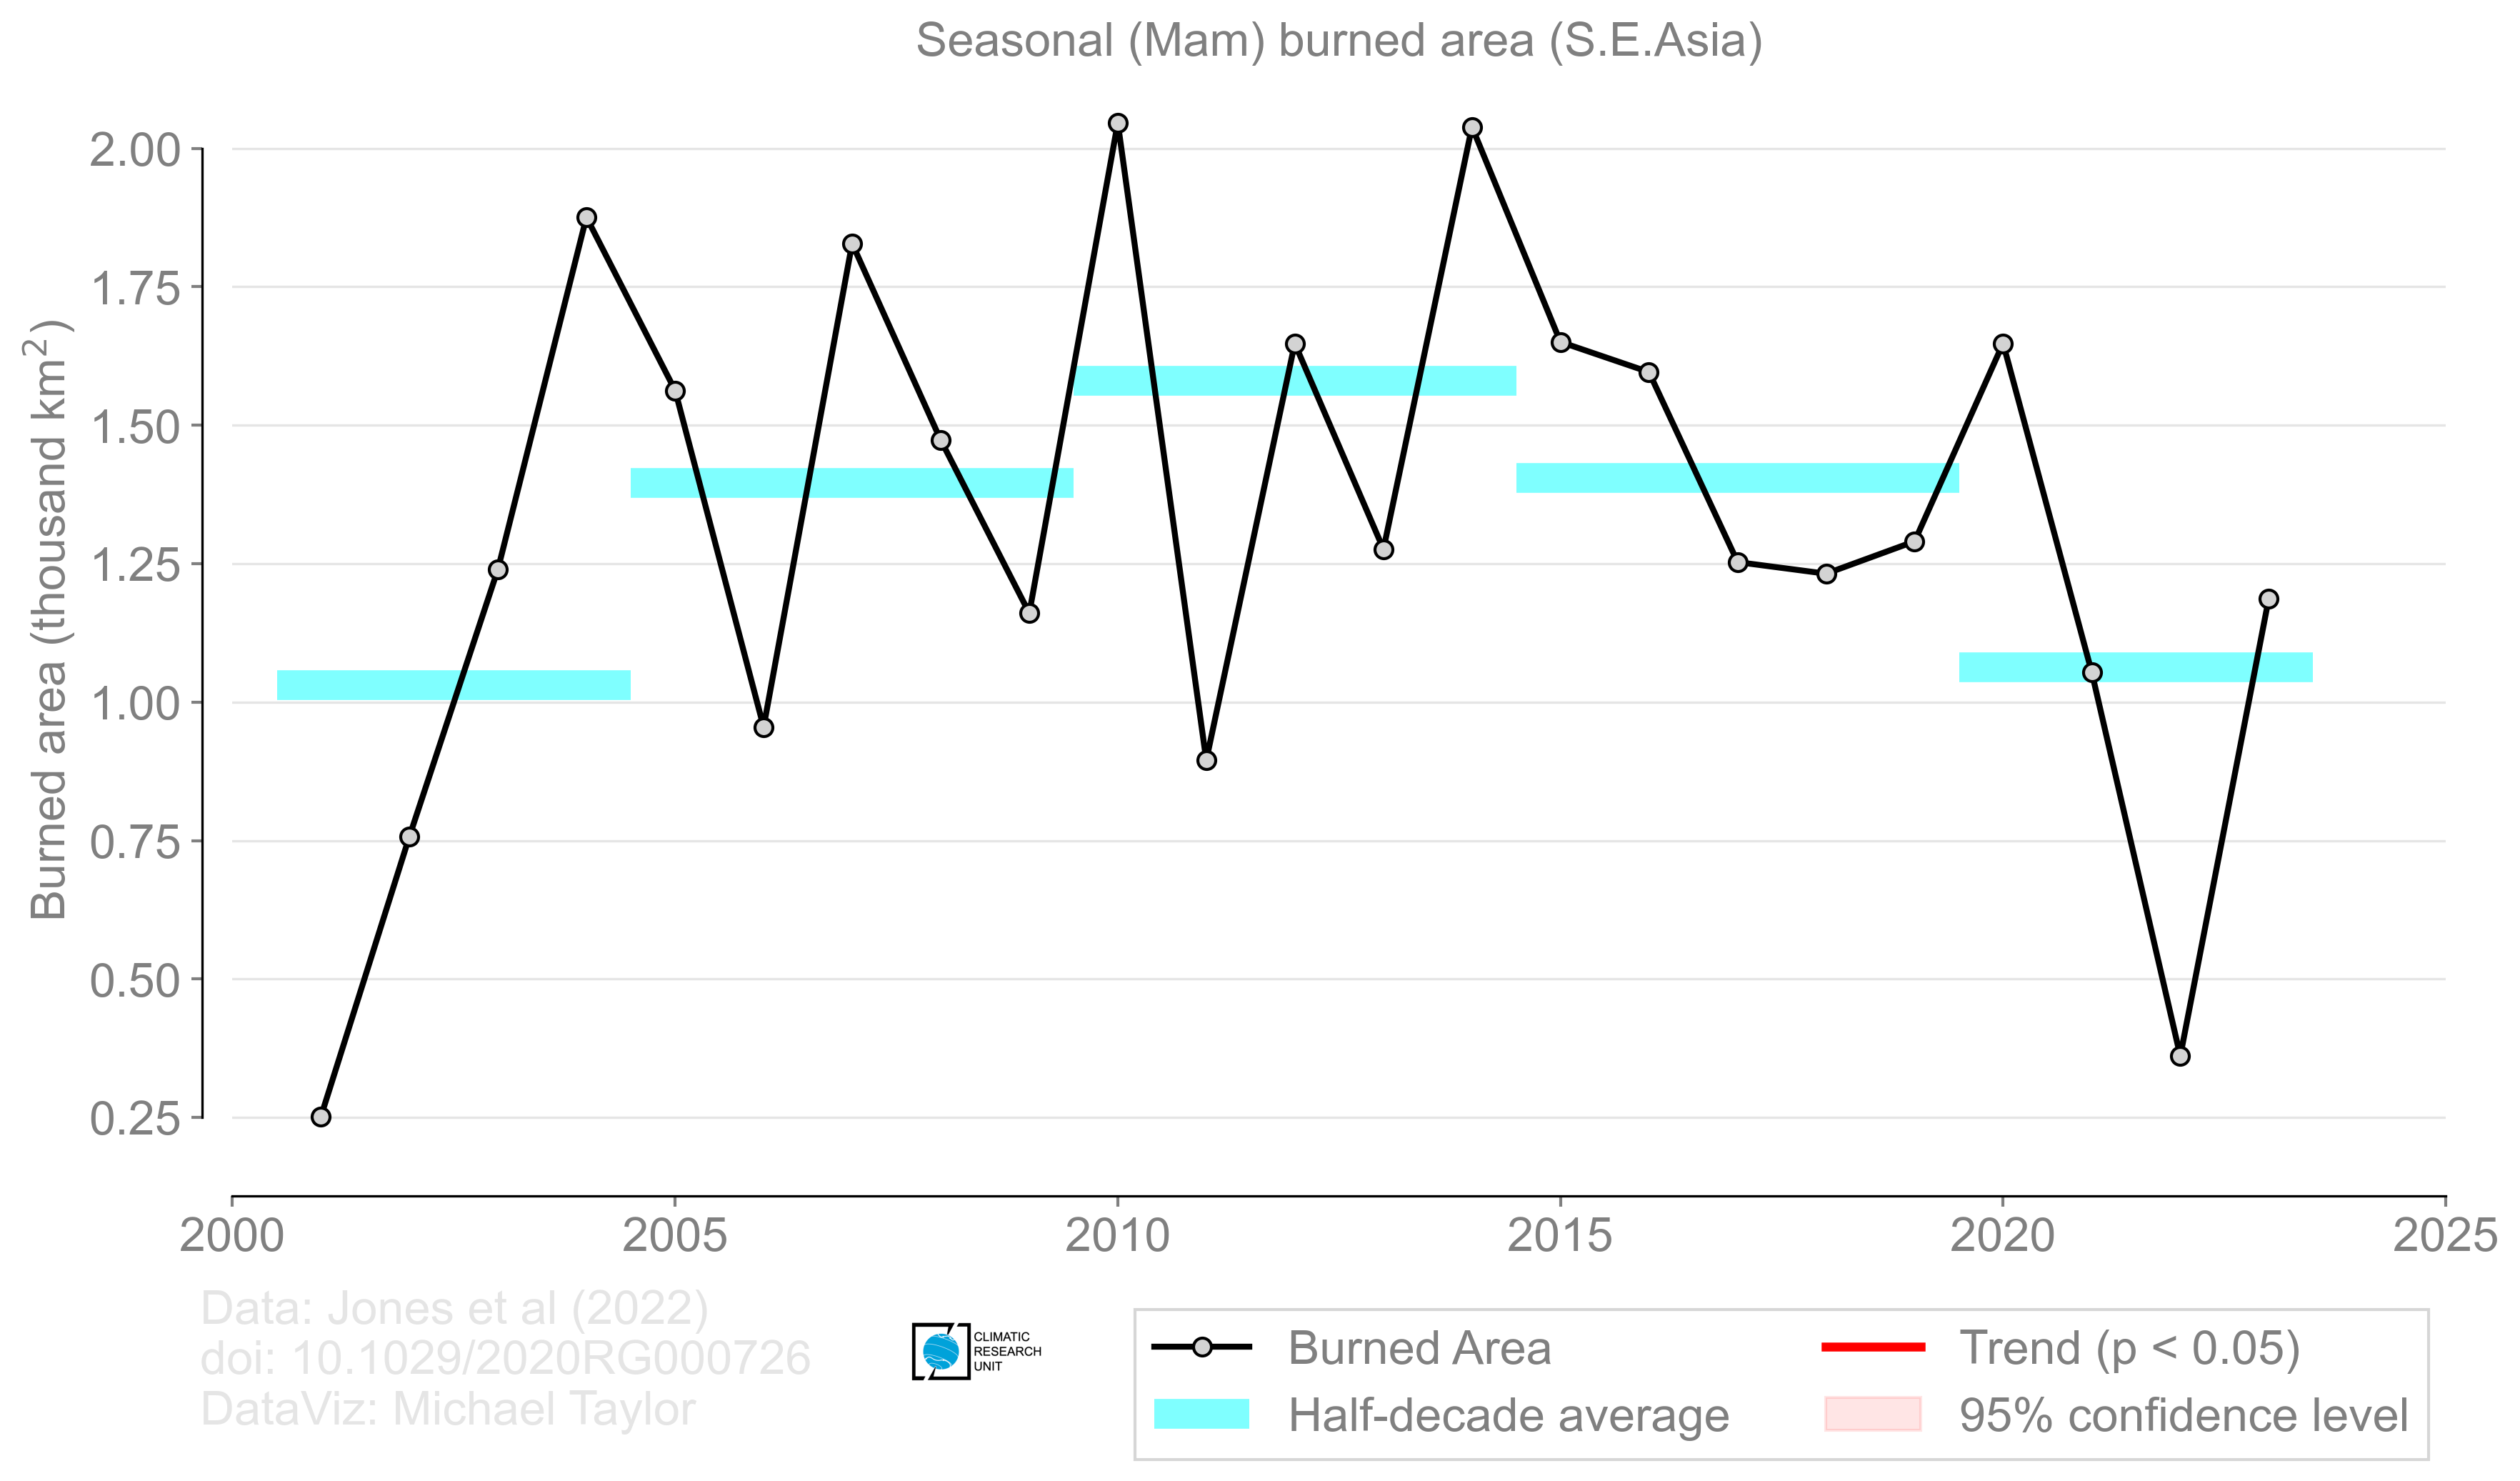 Seasonal (Mam) burned area (S.E.Asia)
Burned area (thousand km²)
2.00
1.75
1.50
1.25
1.00
0.75
0.50
0.25
2000 2005 2010 2015 2020 2025
Data: Jones et al (2022)
doi: 10.1029/2020RG000726
DataViz: Michael Taylor
CLIMATIC
RESEARCH
UNIT
Burned Area
Half-decade average
Trend (p < 0.05)
95% confidence level